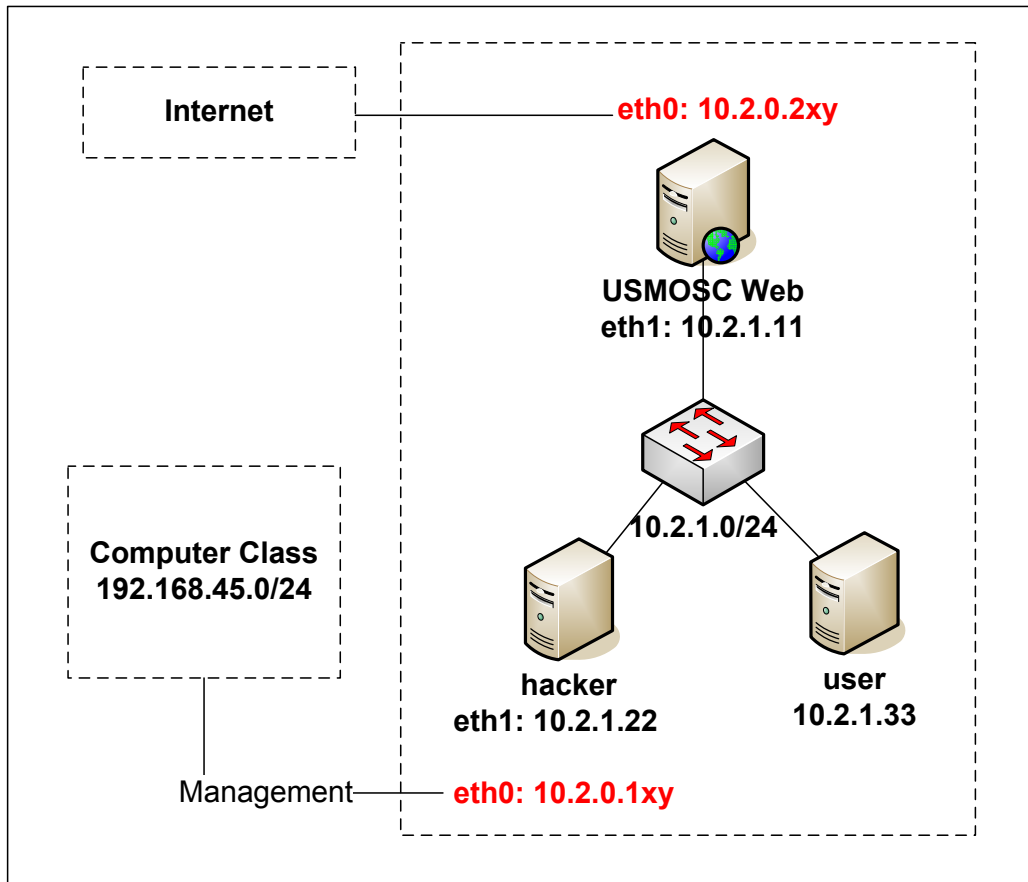 Internet
eth0: 10.2.0.2xy
USMOSC Web
eth1: 10.2.1.11
10.2.1.0/24
Computer Class
192.168.45.0/24
hacker
eth1: 10.2.1.22
user
10.2.1.33
Management
eth0: 10.2.0.1xy